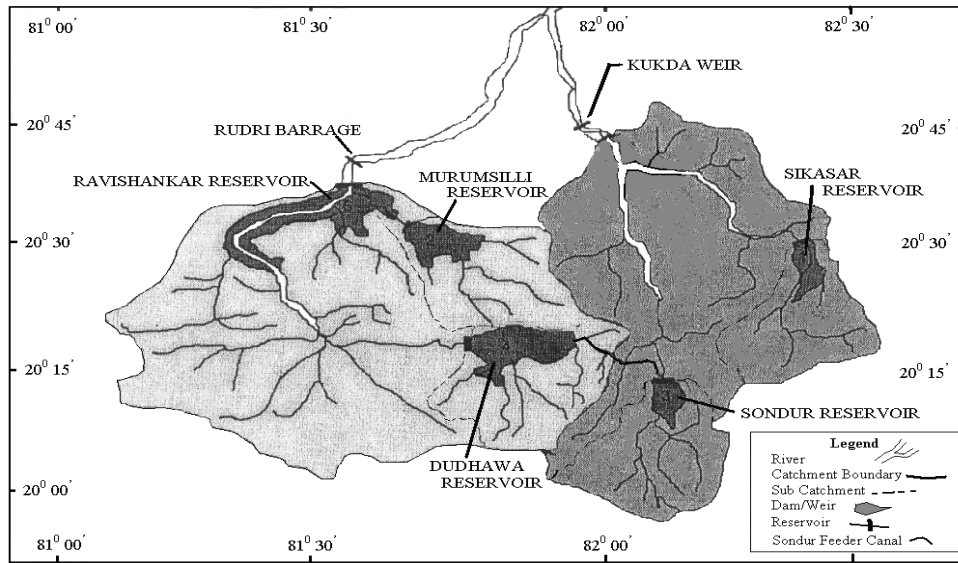 81⁰ 00′
81⁰ 30′
82⁰ 00′
82⁰ 30′
KUKDA WEIR
20⁰ 45′
RUDRI BARRAGE
20⁰ 45′
RAVISHANKAR RESERVOIR
MURUMSILLI
RESERVOIR
SIKASAR
RESERVOIR
20⁰ 30′
20⁰ 30′
20⁰ 15′
20⁰ 15′
SONDUR RESERVOIR
DUDHAWA
RESERVOIR
20⁰ 00′
Legend
River
Catchment Boundary
Sub Catchment
Dam/Weir
Reservoir
Sondur Feeder Canal
81⁰ 00′
81⁰ 30′
82⁰ 00′